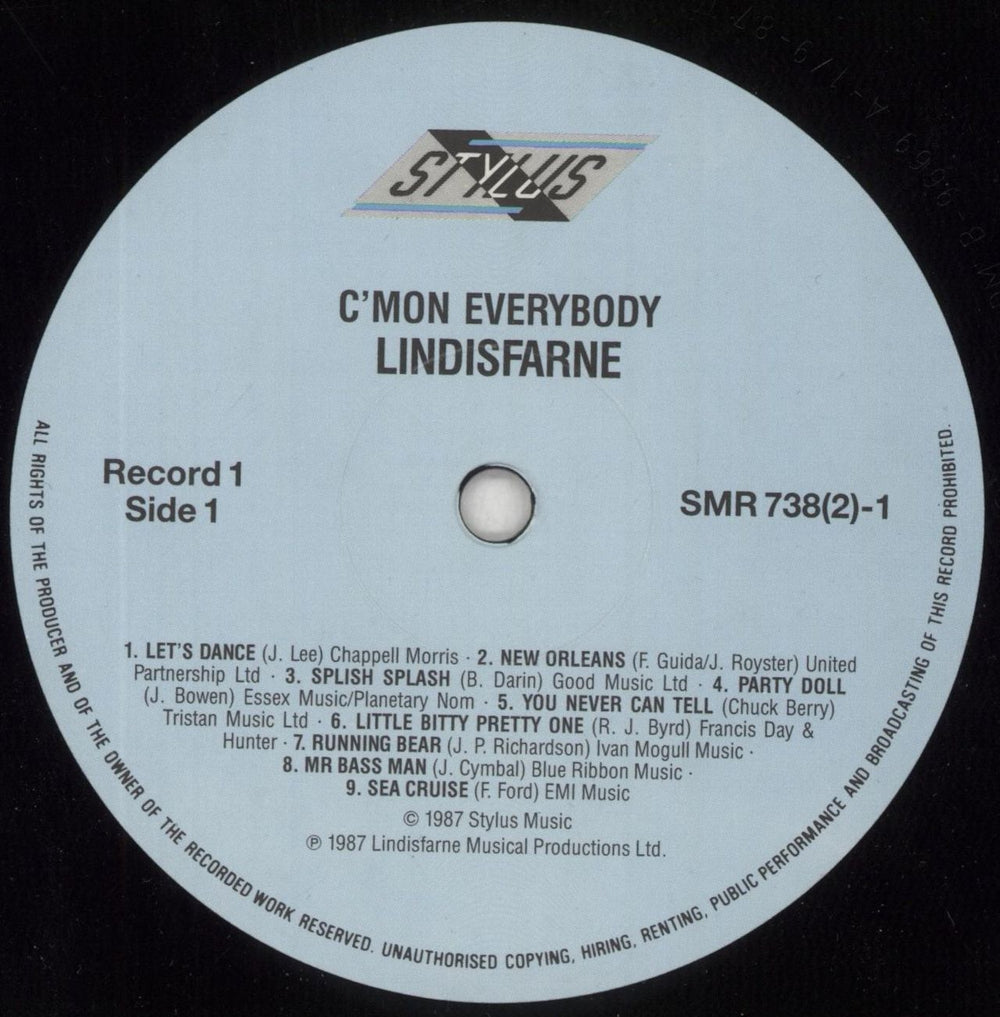 STYLUS
C'MON EVERYBODY
LINDISFARNE
Record 1
Side 1
SMR 738(2)-1
1. LET'S DANCE (J. Lee) Chappell Morris · 2. NEW ORLEANS (F. Guida/J. Royster) United
Partnership Ltd · 3. SPLISH SPLASH (B. Darin) Good Music Ltd · 4. PARTY DOLL
(J. Bowen) Essex Music/Planetary Nom · 5. YOU NEVER CAN TELL (Chuck Berry)
Tristan Music Ltd · 6. LITTLE BITTY PRETTY ONE (R. J. Byrd) Francis Day &
Hunter · 7. RUNNING BEAR (J. P. Richardson) Ivan Mogull Music ·
8. MR BASS MAN (J. Cymbal) Blue Ribbon Music ·
9. SEA CRUISE (F. Ford) EMI Music
© 1987 Stylus Music
℗ 1987 Lindisfarne Musical Productions Ltd.
ALL RIGHTS OF THE PRODUCER AND OF THE OWNER OF THE RECORDED WORK RESERVED. UNAUTHORISED COPYING, HIRING, RENTING, PUBLIC PERFORMANCE AND BROADCASTING OF THIS RECORD PROHIBITED.